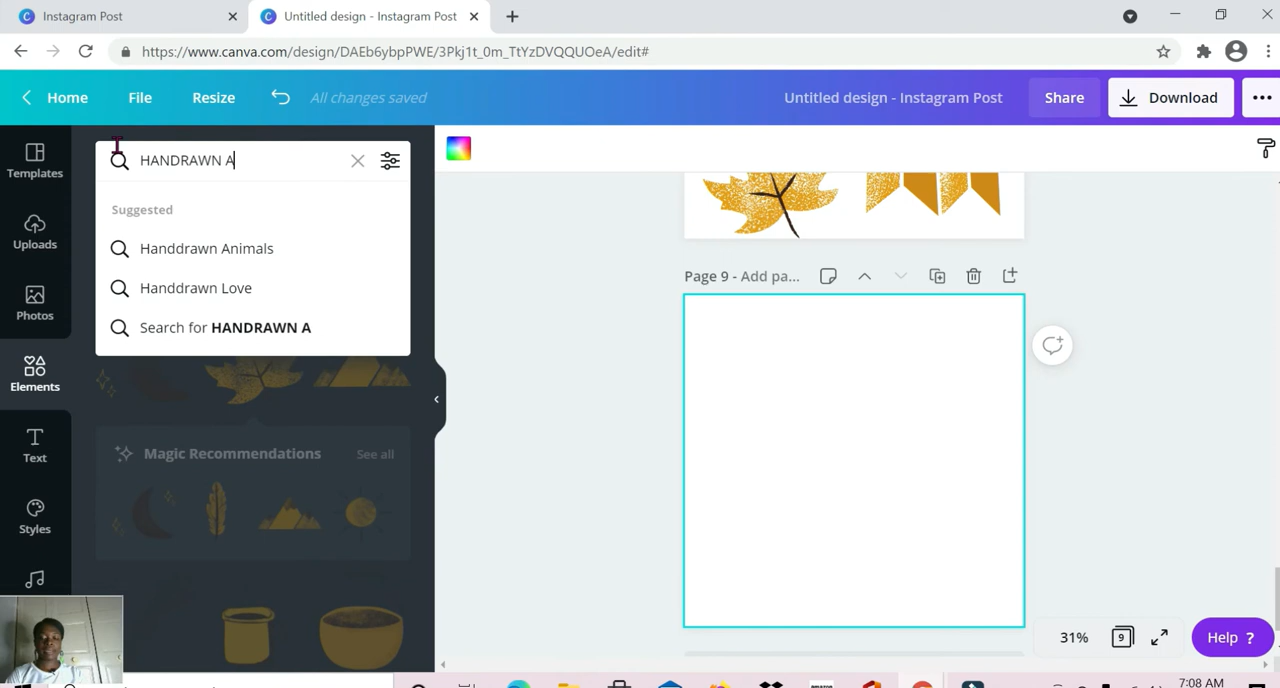 Instagram Post
Untitled design - Instagram Post
https://www.canva.com/design/DAEb6ybpPWE/3Pkj1t_0m_TtYzDVQQUOeA/edit#
Home
File
Resize
All changes saved
Untitled design - Instagram Post
Share
Download
Templates
Uploads
Photos
Elements
Text
Styles
HANDRAWN A
Suggested
Handdrawn Animals
Handdrawn Love
Search for HANDRAWN A
Magic Recommendations
See all
Page 9 - Add pa...
31%
9
Help ?
amazon
7:08 AM